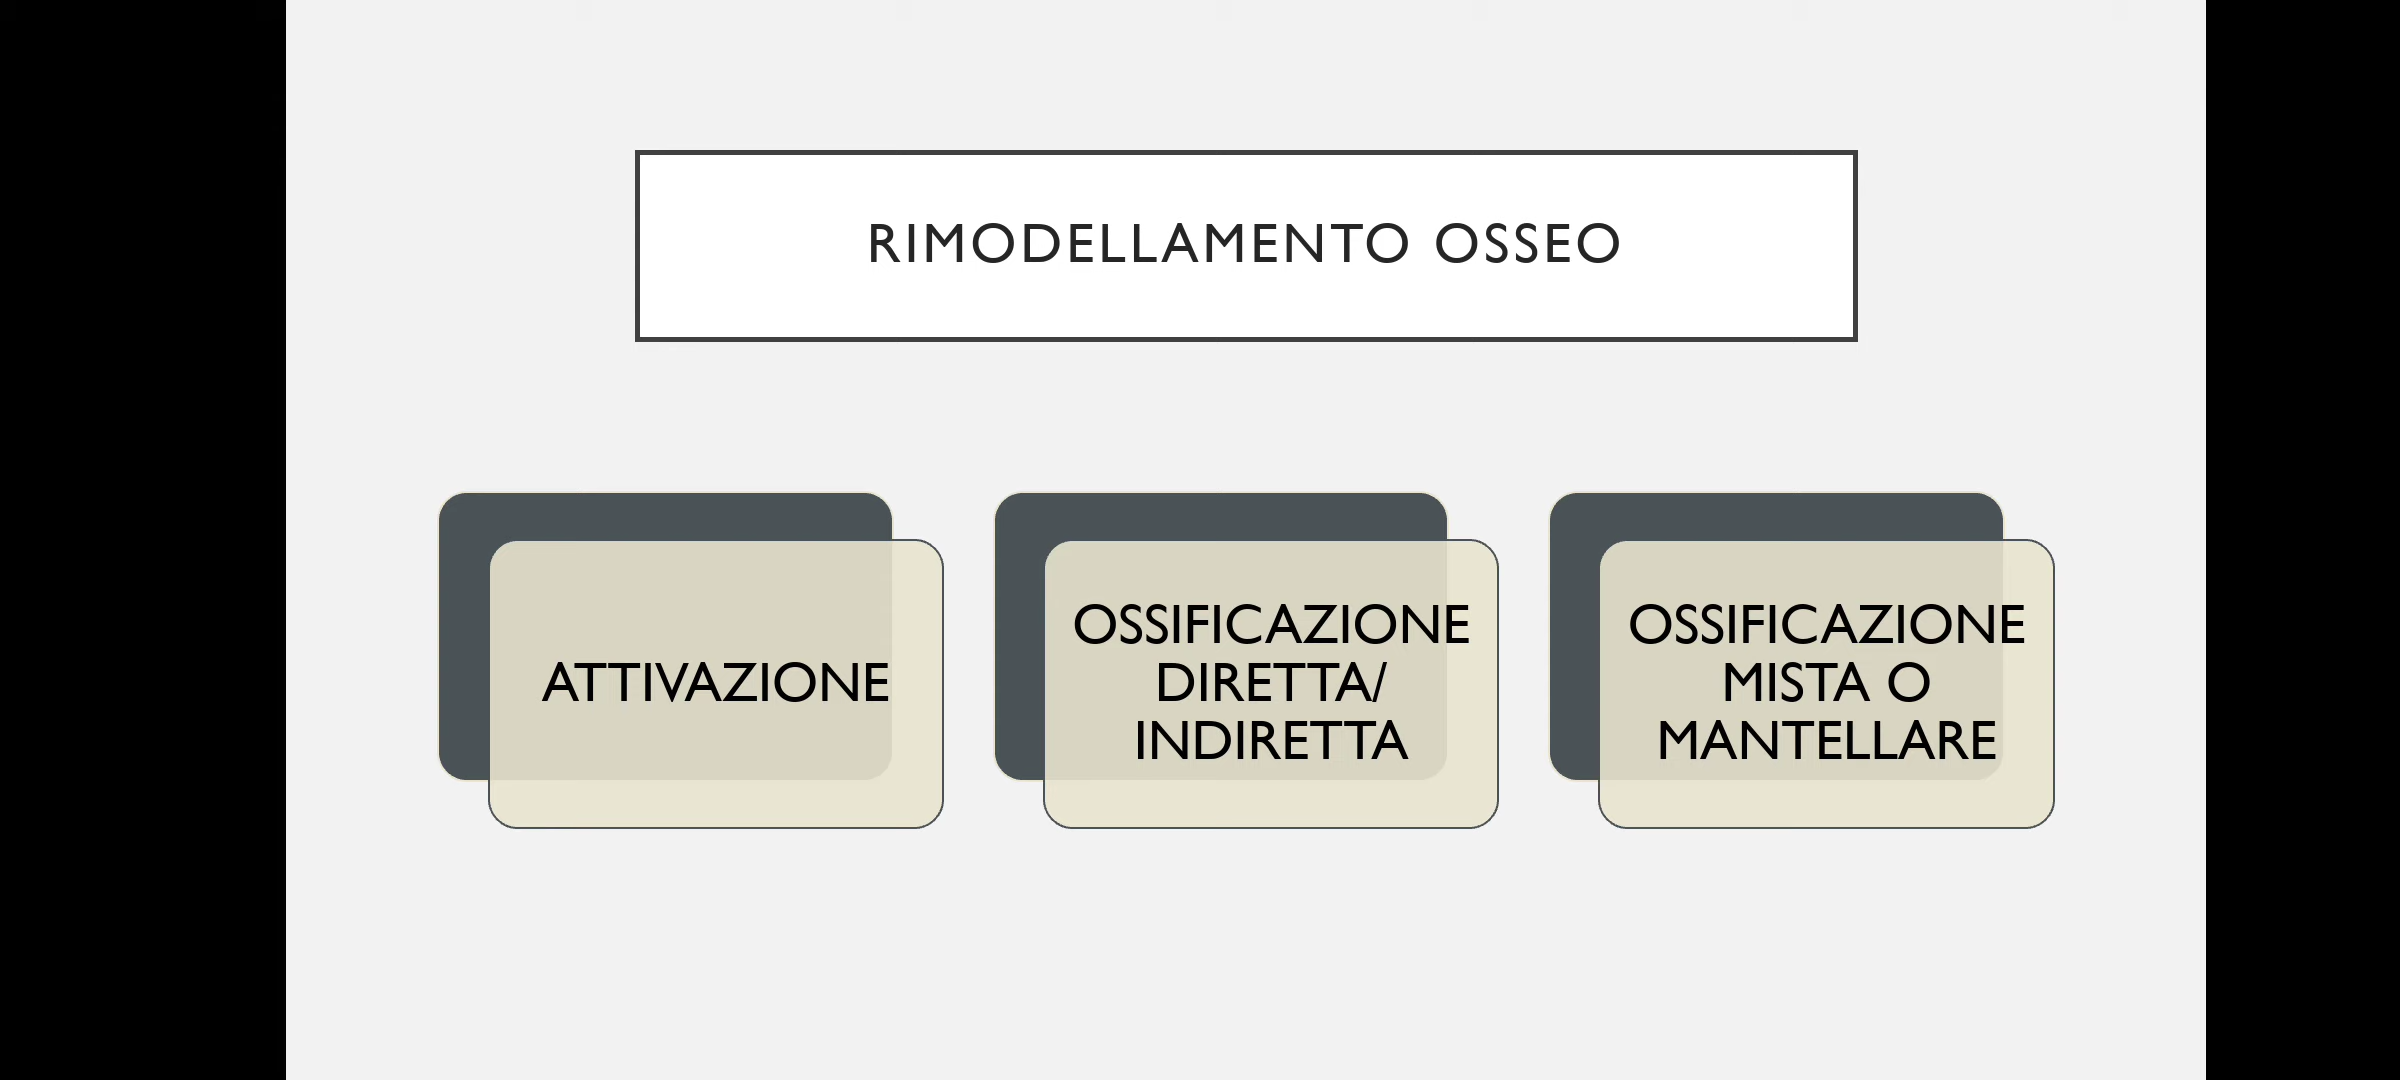 RIMODELLAMENTO OSSEO
ATTIVAZIONE
OSSIFICAZIONE
DIRETTA/
INDIRETTA
OSSIFICAZIONE
MISTA O
MANTELLARE